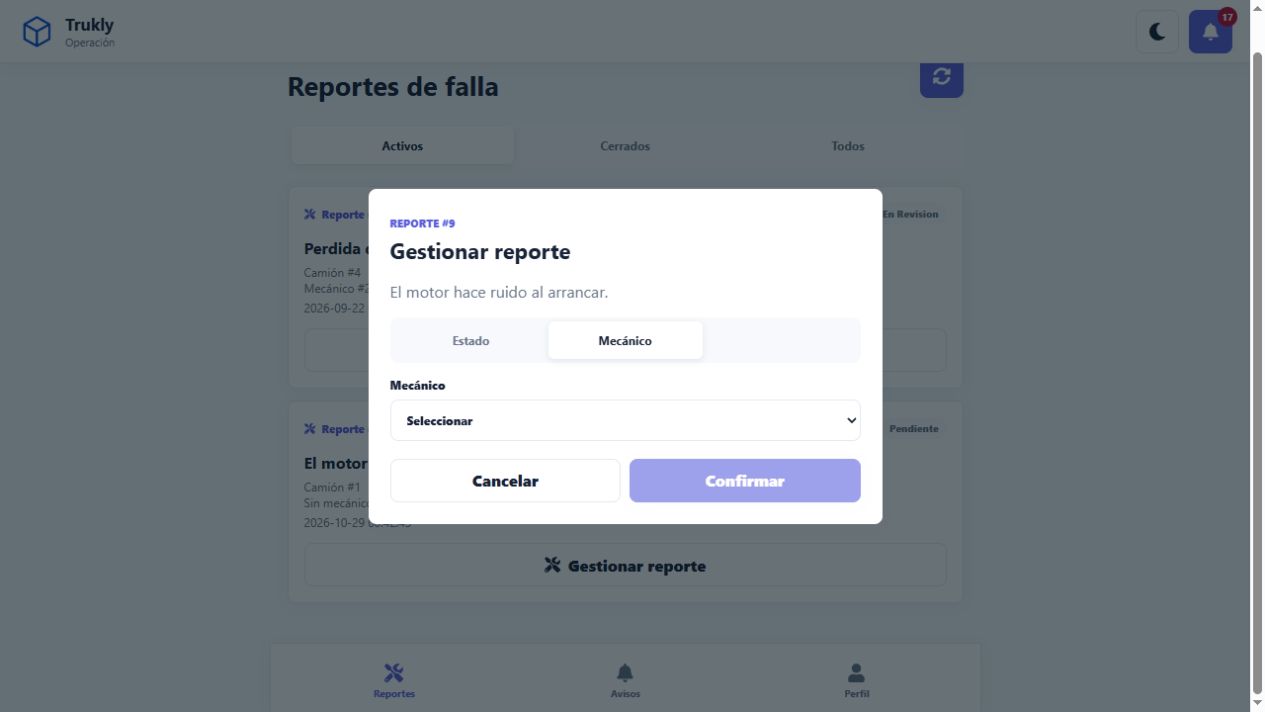 Trukly
Operación
17
Reportes de falla
Activos
Cerrados
Todos
Reporte
En Revision
Perdida
Camión #4
Mecánico
2026-09-22
REPORTE #9
Gestionar reporte
El motor hace ruido al arrancar.
Estado
Mecánico
Mecánico
Seleccionar
Cancelar
Confirmar
Reporte
Pendiente
El motor
Camión #1
Sin
2026-10-29
Gestionar reporte
Reportes
Avisos
Perfil